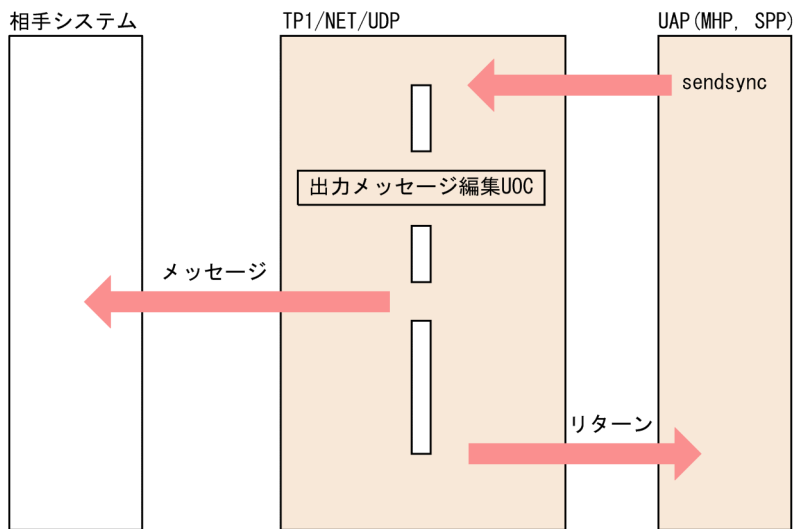 相手システム
TP1/NET/UDP
UAP(MHP, SPP)
sendsync
出力メッセージ編集UOC
メッセージ
リターン